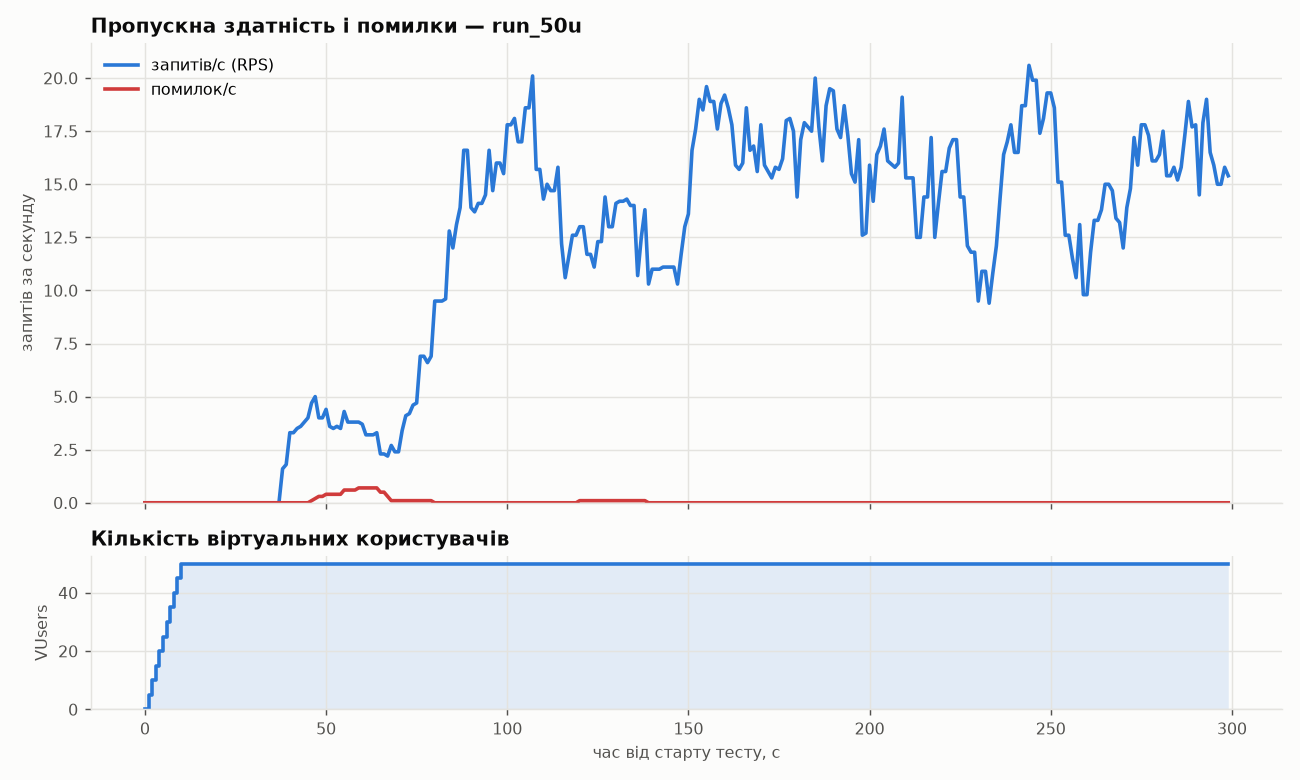 Пропускна здатність і помилки — run_50u
запитів/с (RPS)
помилок/с
запитів за секунду
20.0
17.5
15.0
12.5
10.0
7.5
5.0
2.5
0.0
Кількість віртуальних користувачів
VUsers
40
20
0
0 50 100 150 200 250 300
час від старту тесту, с